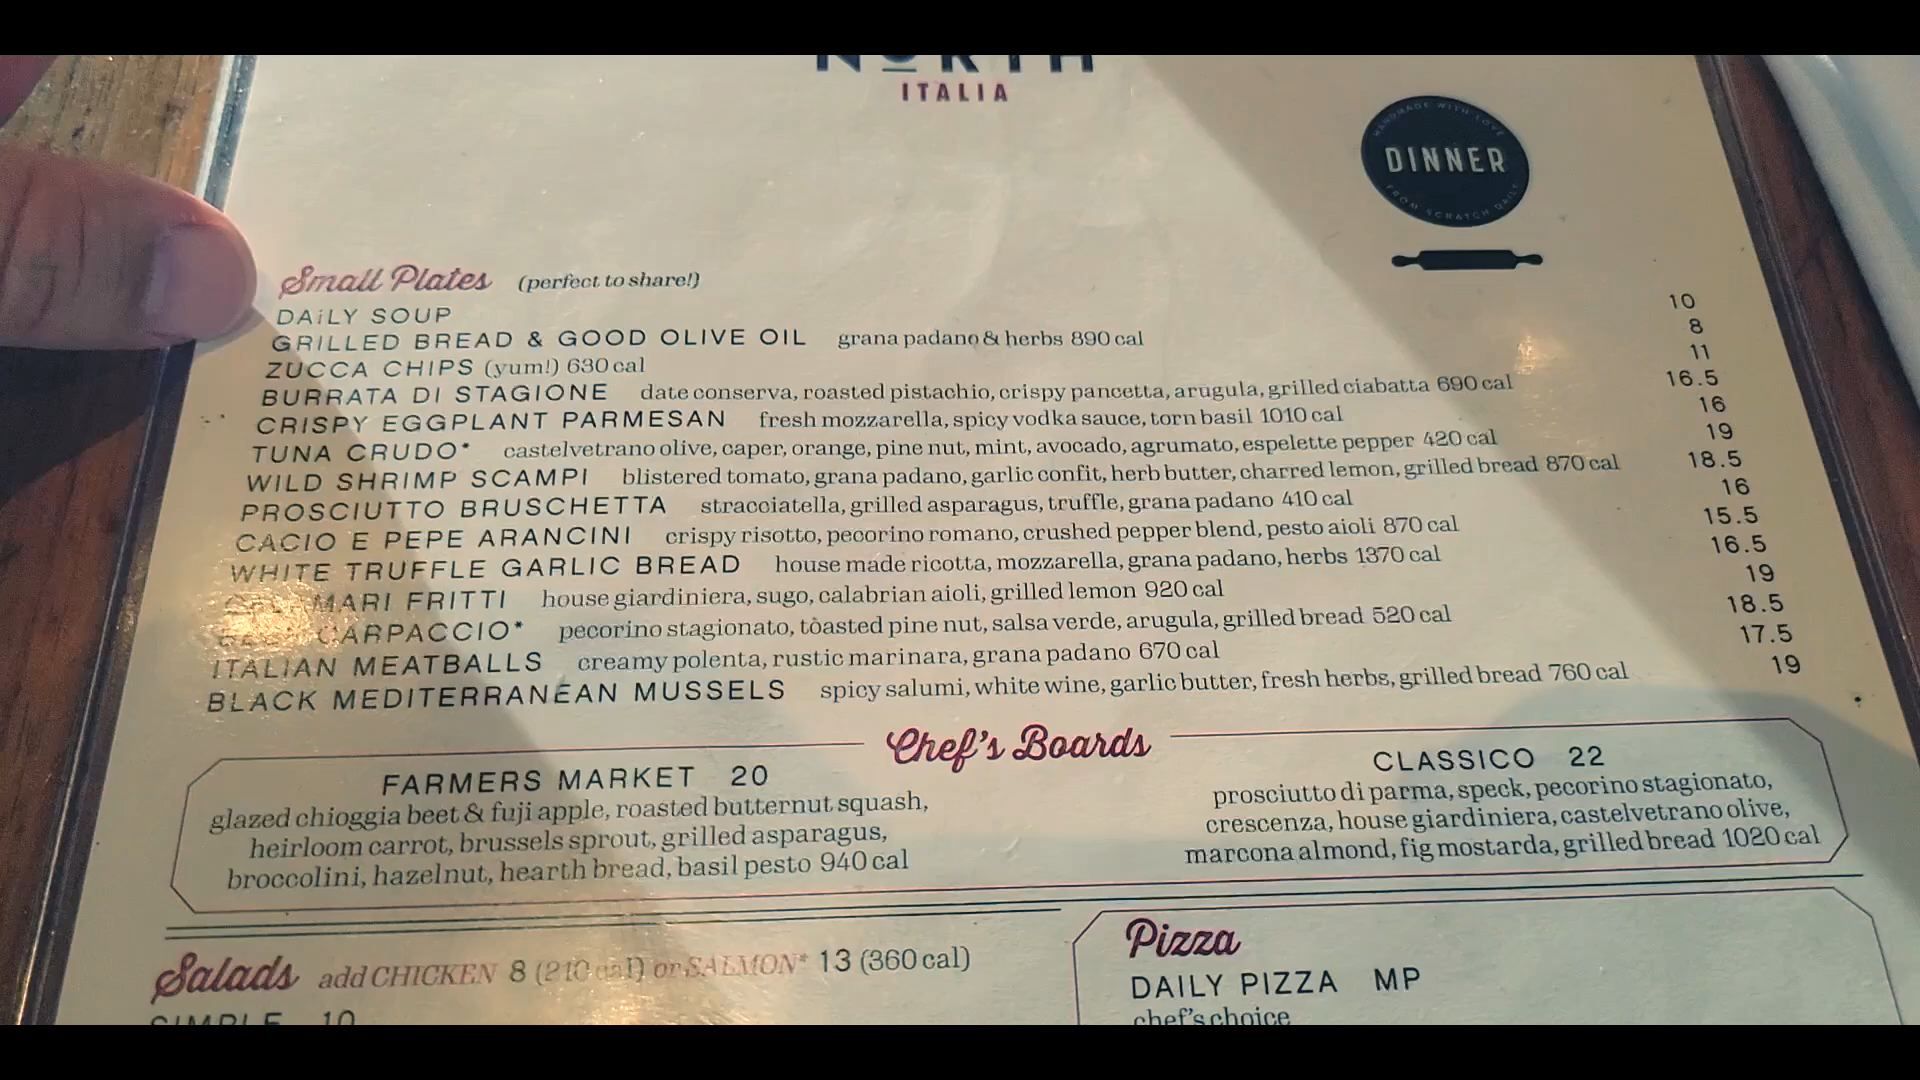 NORTH
ITALIA
HANDMADE WITH LOVE
DINNER
FROM SCRATCH DAILY
Small Plates (perfect to share!)
DAiLY SOUP 10
GRILLED BREAD & GOOD OLIVE OIL grana padano & herbs 890 cal 8
ZUCCA CHIPS (yum!) 630 cal 11
BURRATA DI STAGIONE date conserva, roasted pistachio, crispy pancetta, arugula, grilled ciabatta 690 cal 16.5
CRISPY EGGPLANT PARMESAN fresh mozzarella, spicy vodka sauce, torn basil 1010 cal 16
TUNA CRUDO* castelvetrano olive, caper, orange, pine nut, mint, avocado, agrumato, espelette pepper 420 cal 19
WILD SHRIMP SCAMPI blistered tomato, grana padano, garlic confit, herb butter, charred lemon, grilled bread 870 cal 18.5
PROSCIUTTO BRUSCHETTA stracciatella, grilled asparagus, truffle, grana padano 410 cal 16
CACIO E PEPE ARANCINI crispy risotto, pecorino romano, crushed pepper blend, pesto aioli 870 cal 15.5
WHITE TRUFFLE GARLIC BREAD house made ricotta, mozzarella, grana padano, herbs 1370 cal 16.5
CALAMARI FRITTI house giardiniera, sugo, calabrian aioli, grilled lemon 920 cal 19
CARPACCIO* pecorino stagionato, toasted pine nut, salsa verde, arugula, grilled bread 520 cal 18.5
ITALIAN MEATBALLS creamy polenta, rustic marinara, grana padano 670 cal 17.5
BLACK MEDITERRANEAN MUSSELS spicy salumi, white wine, garlic butter, fresh herbs, grilled bread 760 cal 19
Chef's Boards
FARMERS MARKET 20
glazed chioggia beet & fuji apple, roasted butternut squash,
heirloom carrot, brussels sprout, grilled asparagus,
broccolini, hazelnut, hearth bread, basil pesto 940 cal
CLASSICO 22
prosciutto di parma, speck, pecorino stagionato,
crescenza, house giardiniera, castelvetrano olive,
marcona almond, fig mostarda, grilled bread 1020 cal
Salads add CHICKEN 8 (210 cal) or SALMON* 13 (360 cal)
SIMPLE 10
Pizza
DAILY PIZZA MP
chef's choice